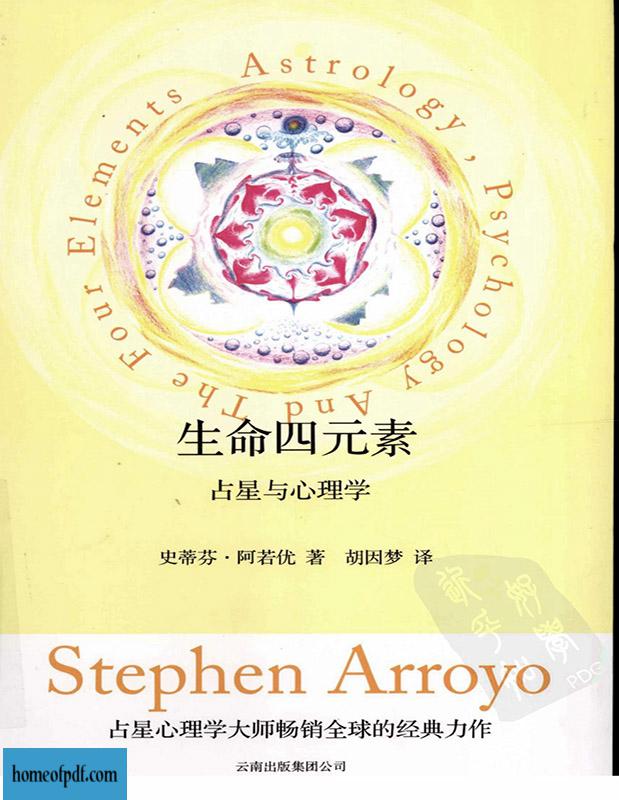 Astrology, Psychology And The Four Elements
生命四元素
占星与心理学
史蒂芬·阿若优 著 胡因梦 译
PDG
Stephen Arroyo
占星心理学大师畅销全球的经典力作
云南出版集团公司
homeofpdf.com